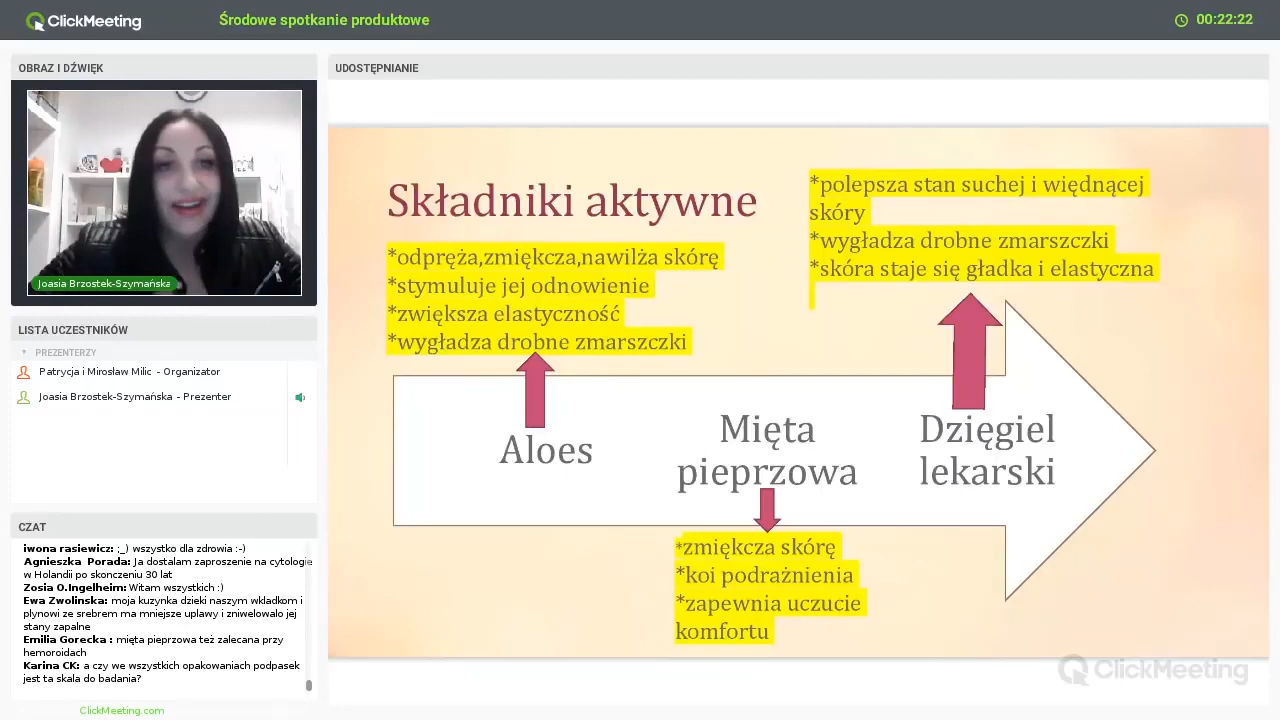 ClickMeeting
Środowe spotkanie produktowe
00:22:22
OBRAZ I DŹWIĘK
Joasia Brzostek-Szymańska
LISTA UCZESTNIKÓW
PREZENTERZY
Patrycja i Mirosław Milic - Organizator
Joasia Brzostek-Szymańska - Prezenter
CZAT
iwona rasiewicz: ;_) wszystko dla zdrowia :-)
Agnieszka Porada: Ja dostalam zaproszenie na cytologie
w Holandii po skonczeniu 30 lat
Zosia O.Ingelheim: Witam wszystkich :)
Ewa Zwolinska: moja kuzynka dzieki naszym wkladkom i
plynowi ze srebrem ma mniejsze uplawy i zniwelowalo jej
stany zapalne
Emilia Gorecka : mięta pieprzowa też zalecana przy
hemoroidach
Karina CK: a czy we wszystkich opakowaniach podpasek
jest ta skala do badania?
ClickMeeting.com
UDOSTĘPNIANIE
Składniki aktywne
*odpręża,zmiękcza,nawilża skórę
*stymuluje jej odnowienie
*zwiększa elastyczność
*wygładza drobne zmarszczki
*polepsza stan suchej i więdnącej
skóry
*wygładza drobne zmarszczki
*skóra staje się gładka i elastyczna
Aloes
Mięta
pieprzowa
Dzięgiel
lekarski
*zmiękcza skórę
*koi podrażnienia
*zapewnia uczucie
komfortu
ClickMeeting